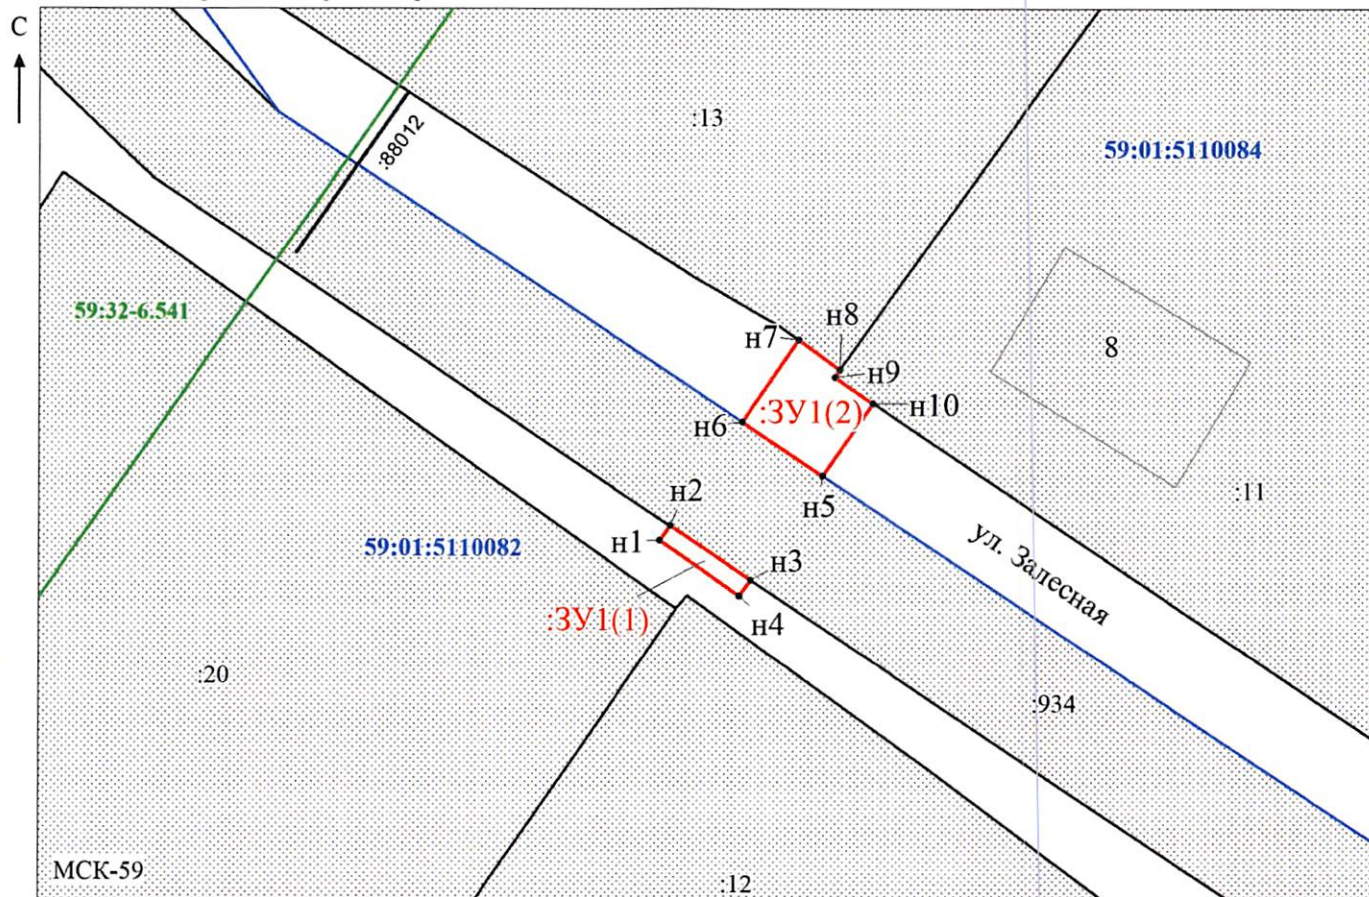 С
:13
59:01:5110084
:88012
59:32-6.541
н8
н7
8
н9
н10
:ЗУ1(2)
н6
:11
н5
н2
ул. Залесная
н1
59:01:5110082
н3
:ЗУ1(1)
н4
:20
:934
МСК-59
:12